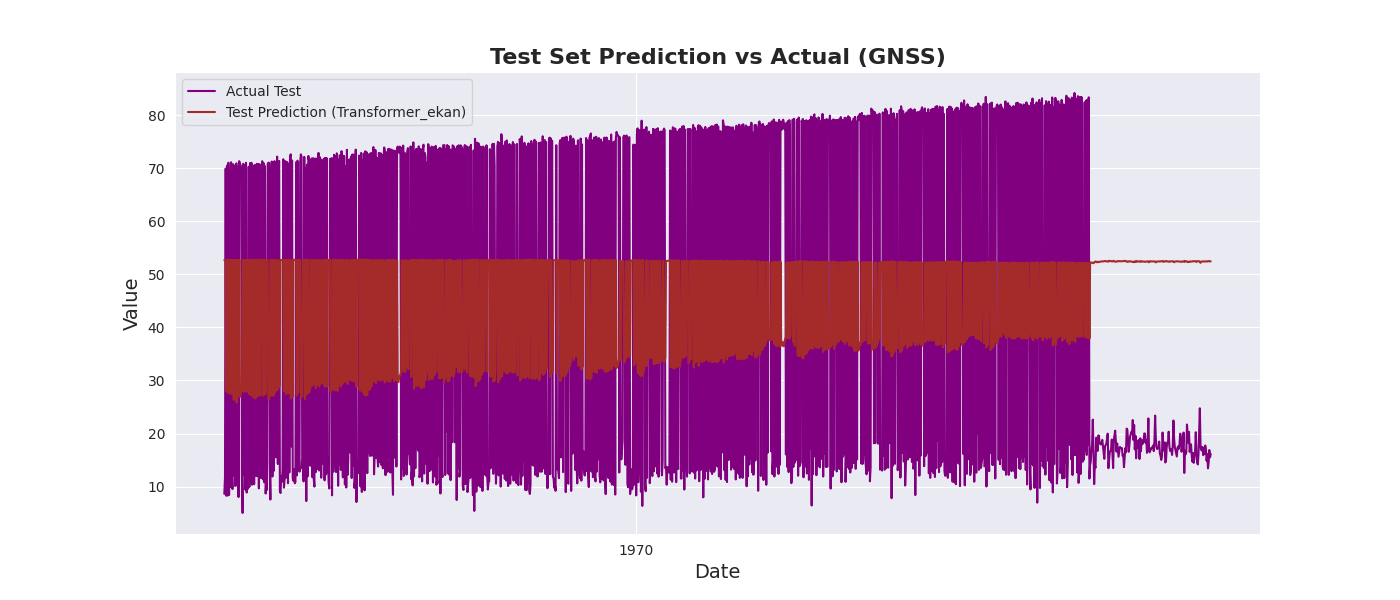 Test Set Prediction vs Actual (GNSS)
Actual Test
Test Prediction (Transformer_ekan)
80
70
60
50
40
30
20
10
Value
1970
Date